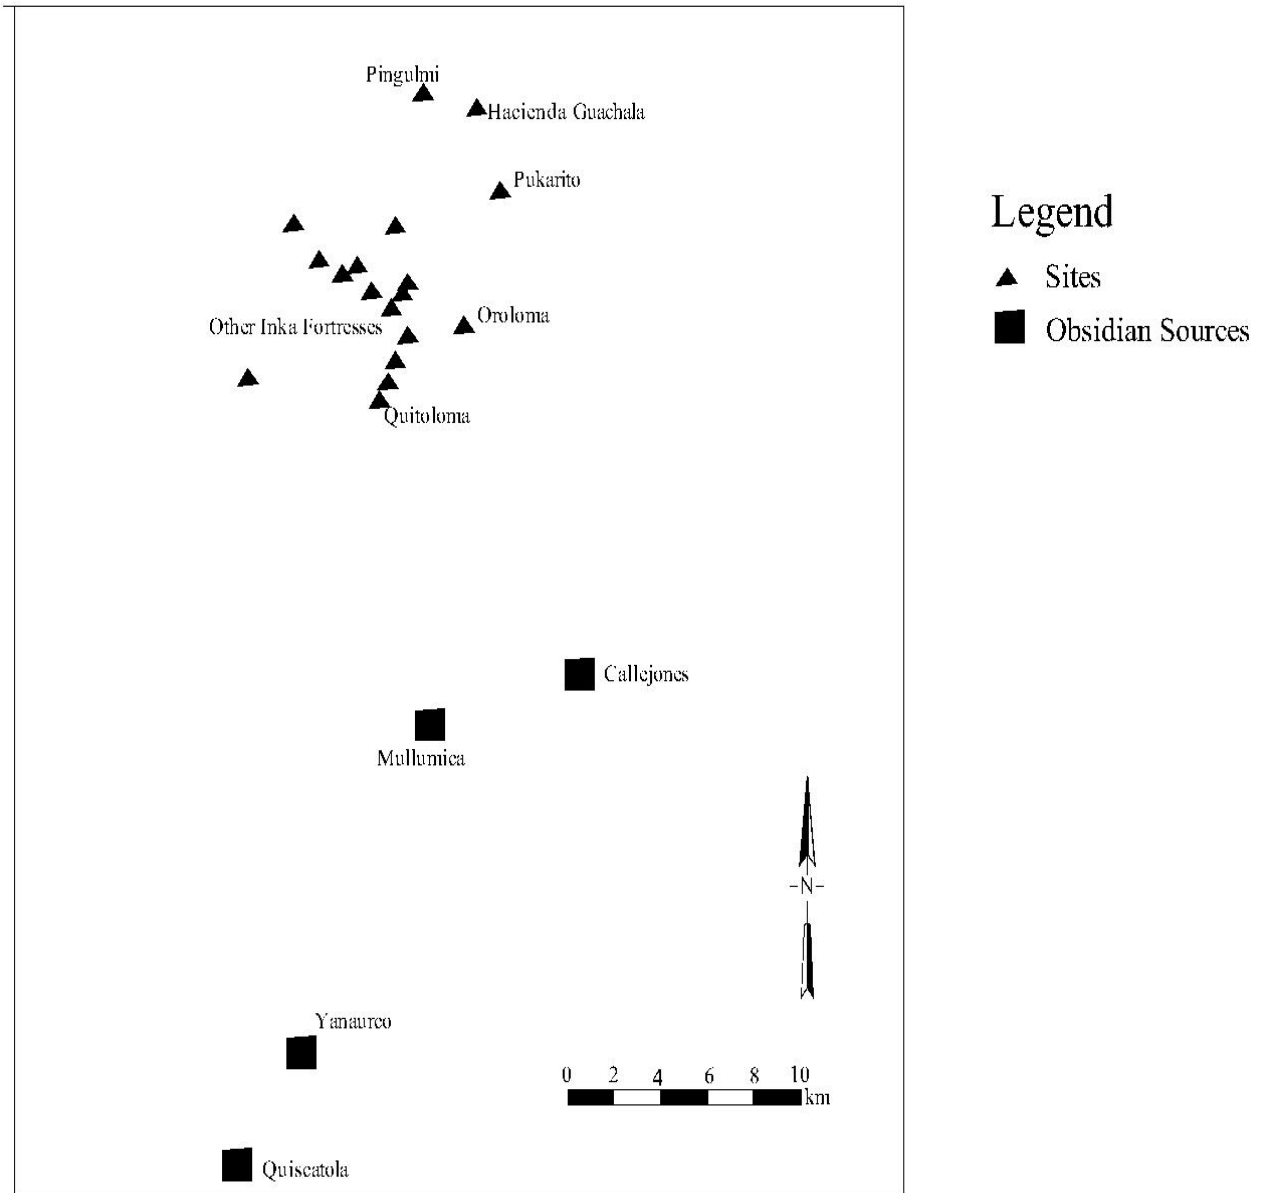 Pingulmi
Hacienda Guachala
Pukarito
Legend
Sites
Obsidian Sources
Oroloma
Other Inka Fortresses
Quitoloma
Callejones
Mullumica
-N-
Yanaurco
0 2 4 6 8 10
km
Quiscatola